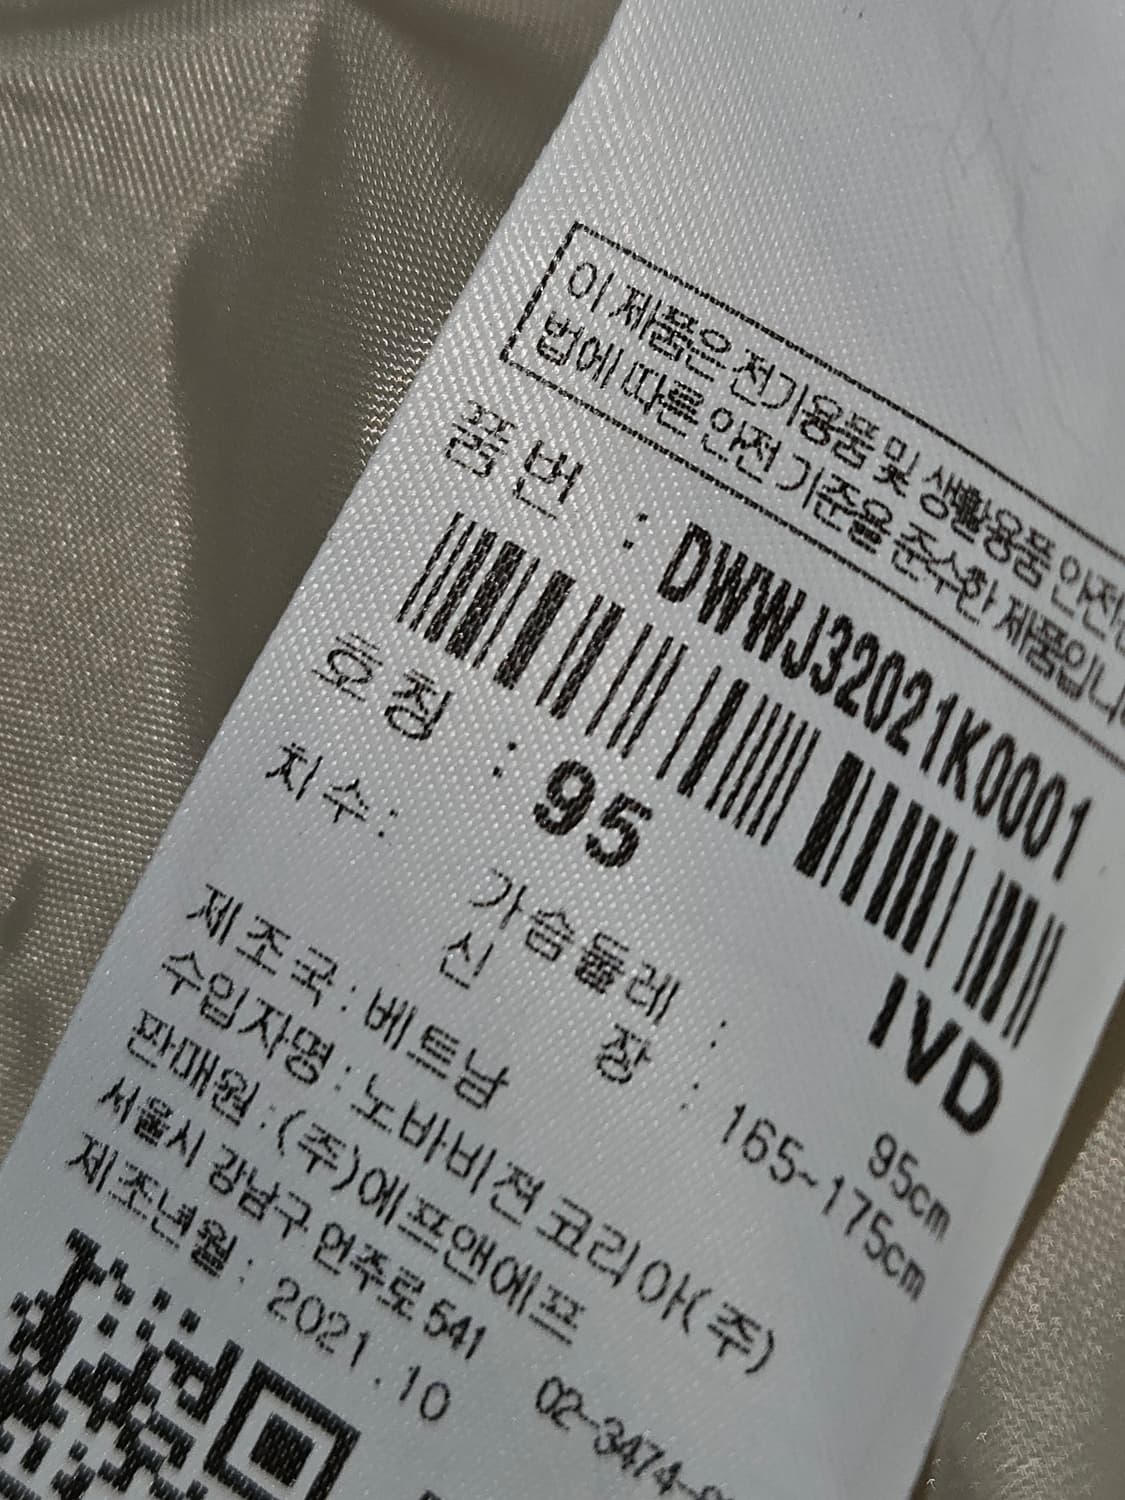 이 제품은 전기용품 및 생활용품 안전
법에 따른 안전 기준을 준수한 제품입니
품 번 : DWWJ32021K0001
호 칭 : 95 IVD
치 수 : 가슴둘레 : 95cm
신 장 : 165~175cm
제 조 국 : 베트남
수입자명 : 노바비젼 코리아(주)
판매원 : (주)에프앤에프
서울시 강남구 언주로 541 02-3474-
제조년월 : 2021.10